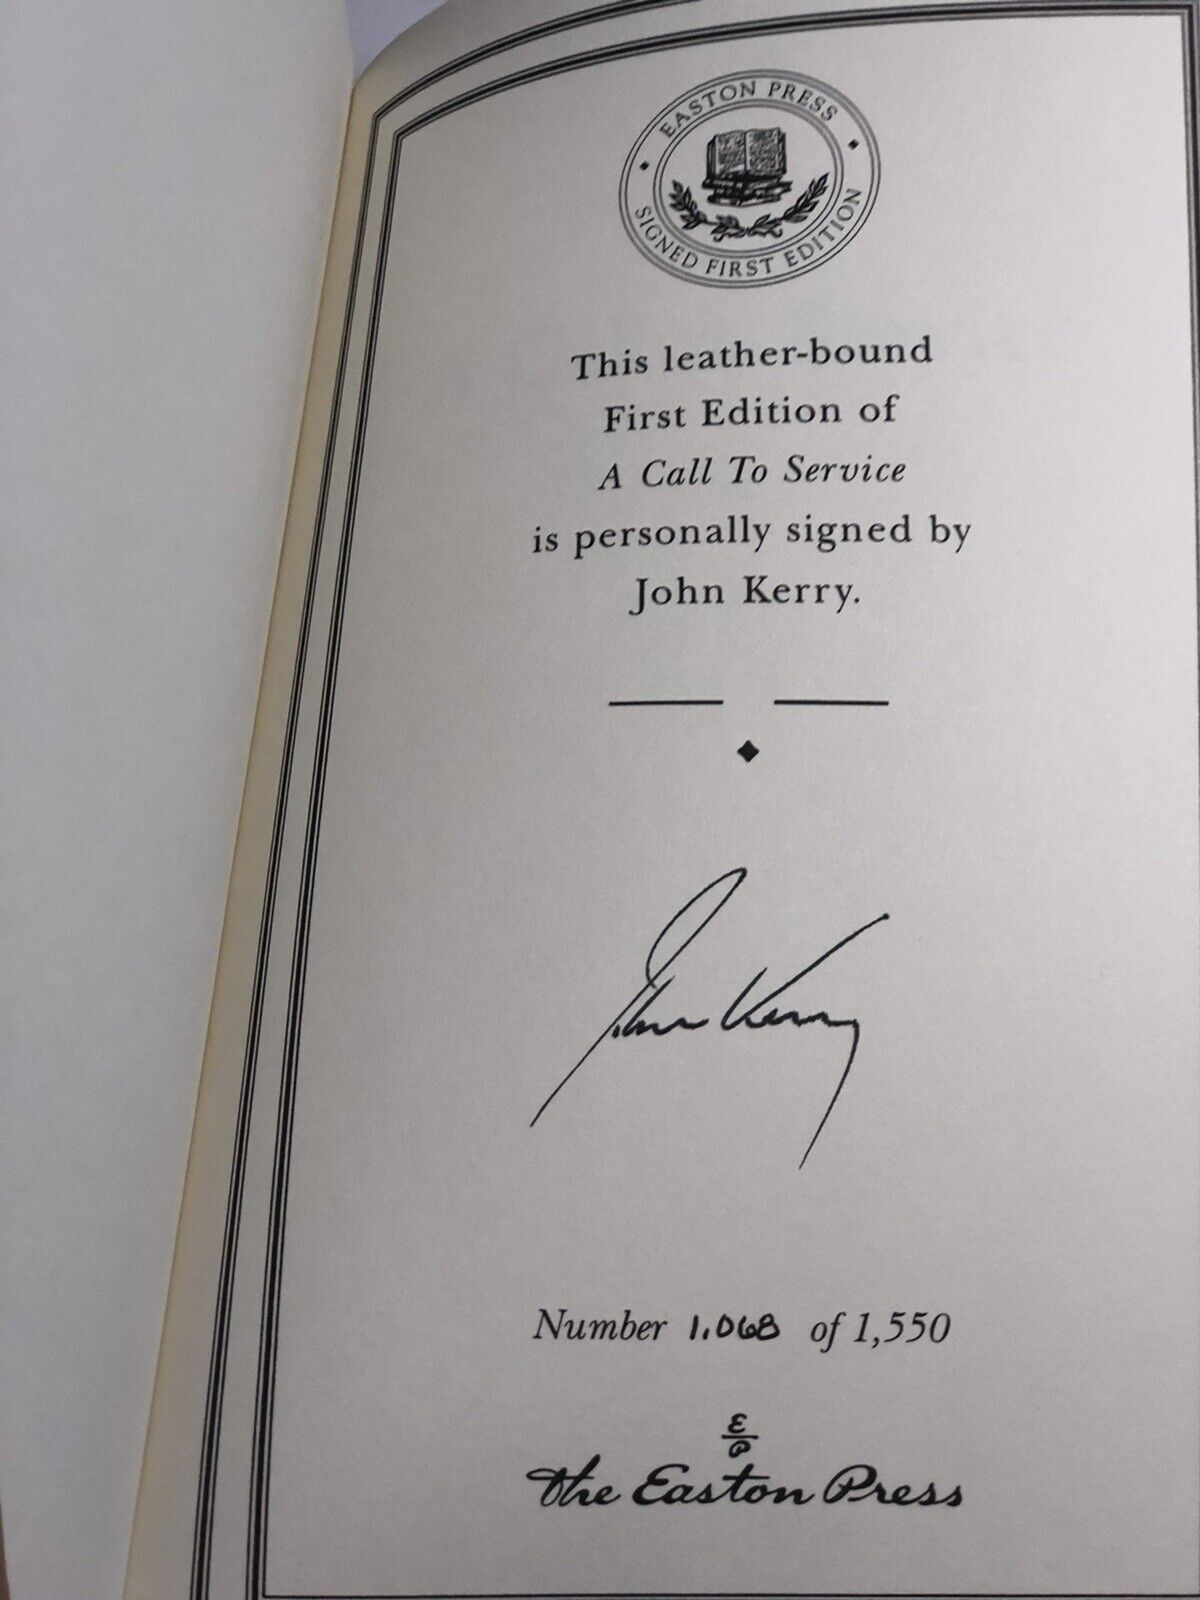 EASTON PRESS
SIGNED FIRST EDITION
This leather-bound
First Edition of
A Call To Service
is personally signed by
John Kerry.
John Kerry
Number 1,068 of 1,550
E
P
The Easton Press